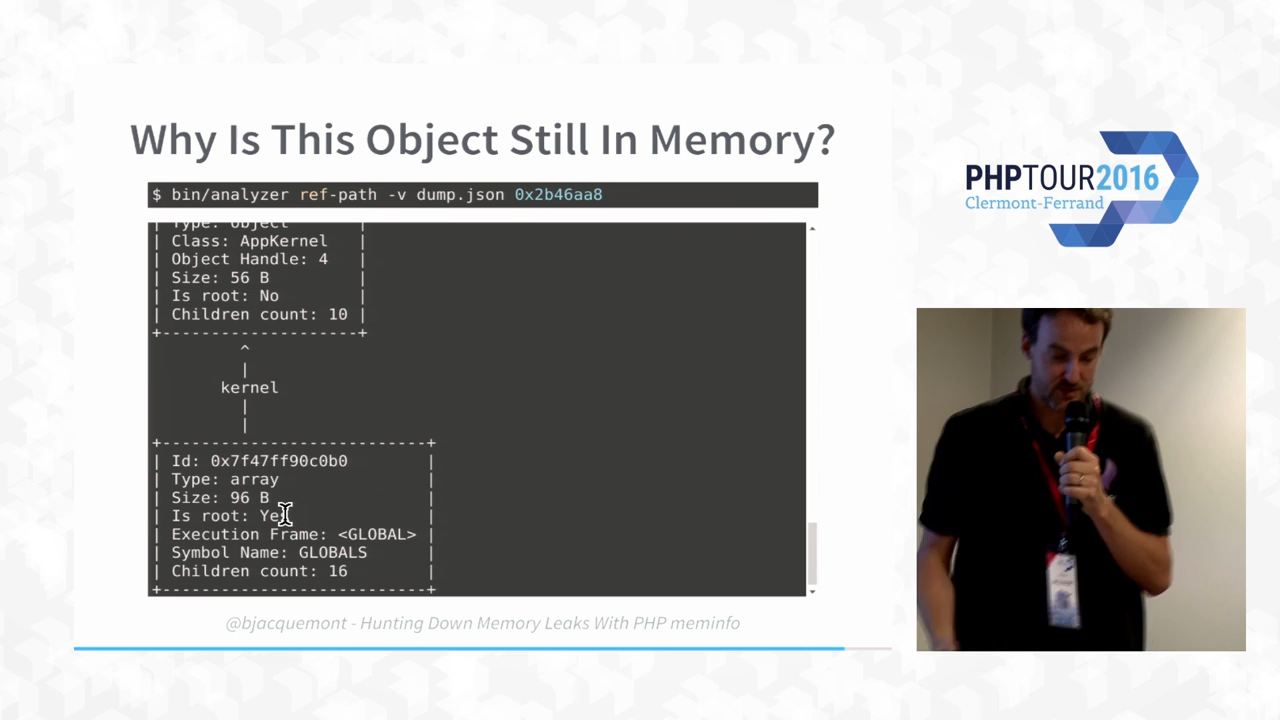 Why Is This Object Still In Memory?
$ bin/analyzer ref-path -v dump.json 0x2b46aa8
| Type: object |
| Class: AppKernel |
| Object Handle: 4 |
| Size: 56 B |
| Is root: No |
| Children count: 10 |
+--------------------+
^
|
kernel
|
|
+---------------------------+
| Id: 0x7f47ff90c0b0 |
| Type: array |
| Size: 96 B |
| Is root: Yes |
| Execution Frame: <GLOBAL> |
| Symbol Name: GLOBALS |
| Children count: 16 |
+---------------------------+
@bjacquemont - Hunting Down Memory Leaks With PHP meminfo
PHPTOUR2016
Clermont-Ferrand